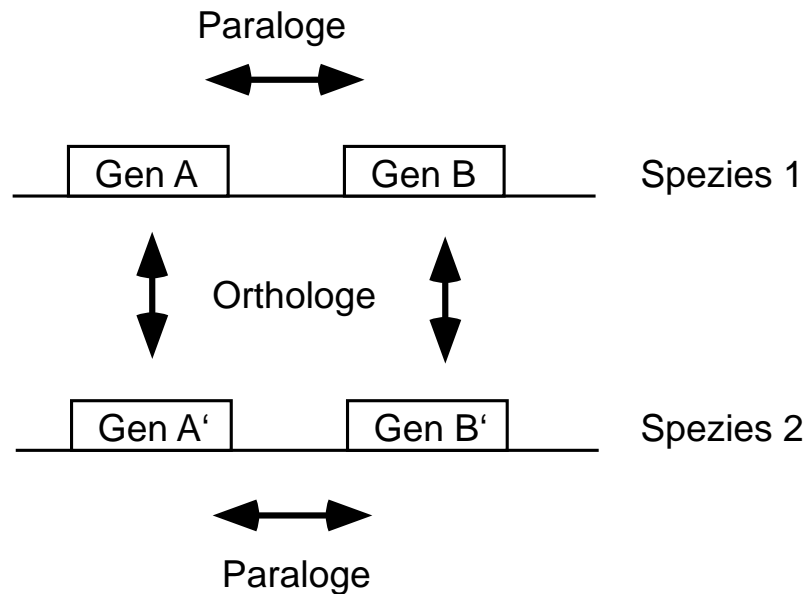 Paraloge
Gen A Gen B Spezies 1
Orthologe
Gen A‘ Gen B‘ Spezies 2
Paraloge